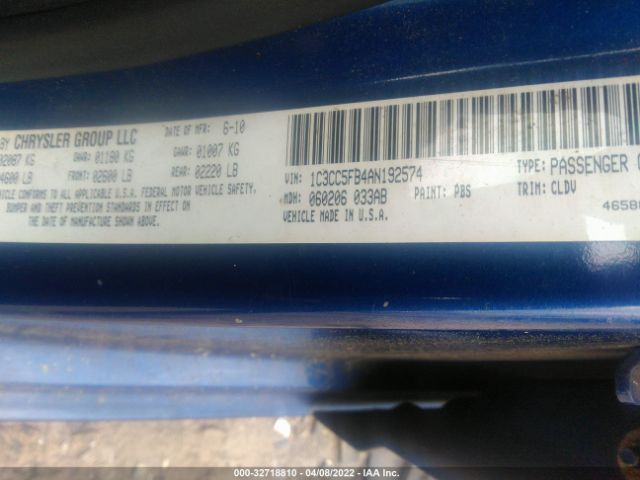 BY CHRYSLER GROUP LLC DATE OF MFR: 6-10
02087 KG GAWR: 01180 KG GAWR: 01007 KG
4600 LB FRONT: 02600 LB REAR: 02220 LB
VEHICLE CONFORMS TO ALL APPLICABLE U.S.A. FEDERAL MOTOR VEHICLE SAFETY,
BUMPER AND THEFT PREVENTION STANDARDS IN EFFECT ON
THE DATE OF MANUFACTURE SHOWN ABOVE.
VIN: 1C3CC5FB4AN192574 TYPE: PASSENGER
MDH: 060206 033AB PAINT: PBS TRIM: CLDV
VEHICLE MADE IN U.S.A.
4658
000-32718810 - 04/08/2022 - IAA Inc.